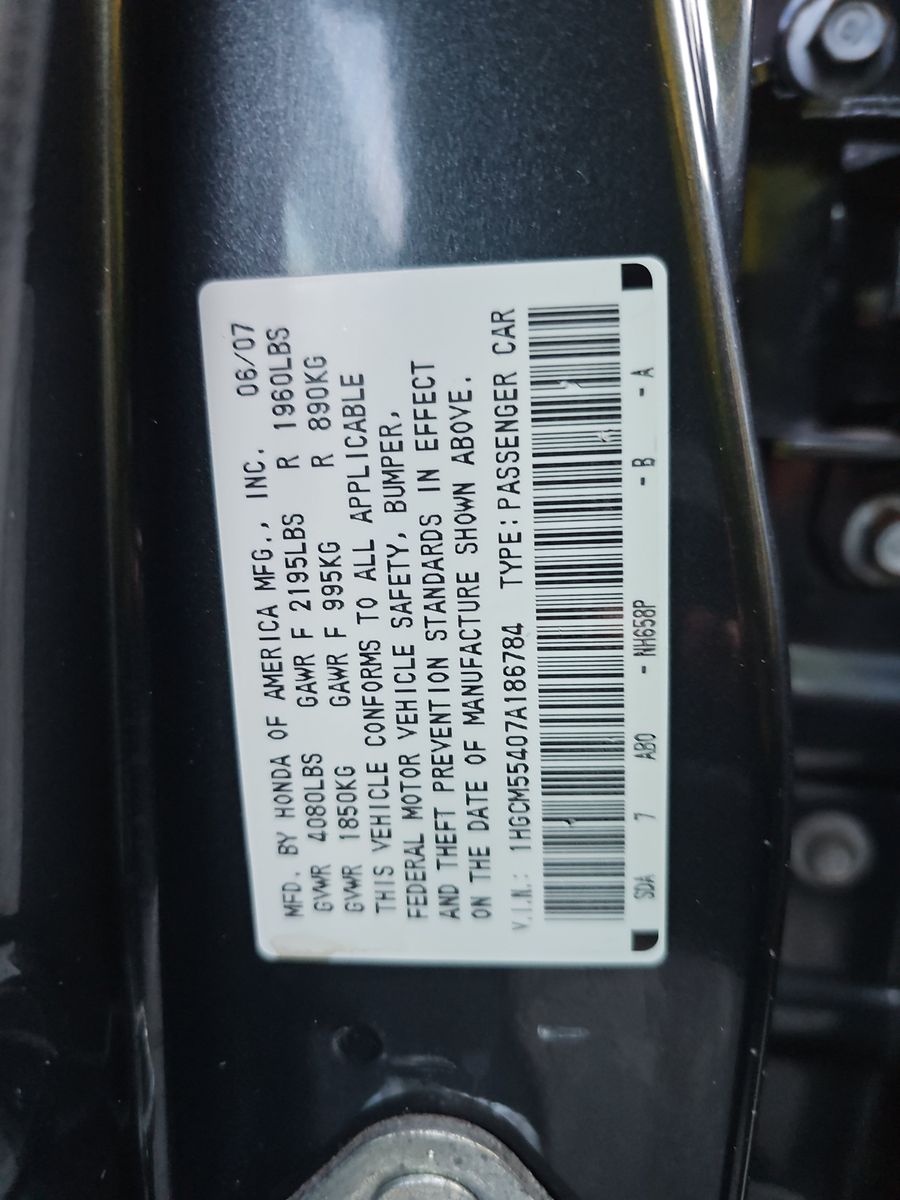 MFD. BY HONDA OF AMERICA MFG., INC. 06/07
GVWR 4080LBS GAWR F 2195LBS R 1960LBS
GVWR 1850KG GAWR F 995KG R 890KG
THIS VEHICLE CONFORMS TO ALL APPLICABLE
FEDERAL MOTOR VEHICLE SAFETY, BUMPER,
AND THEFT PREVENTION STANDARDS IN EFFECT
ON THE DATE OF MANUFACTURE SHOWN ABOVE.
V.I.N.: 1HGCM55407A186784 TYPE:PASSENGER CAR
SDA 7 AB0 - NH658P - B - A